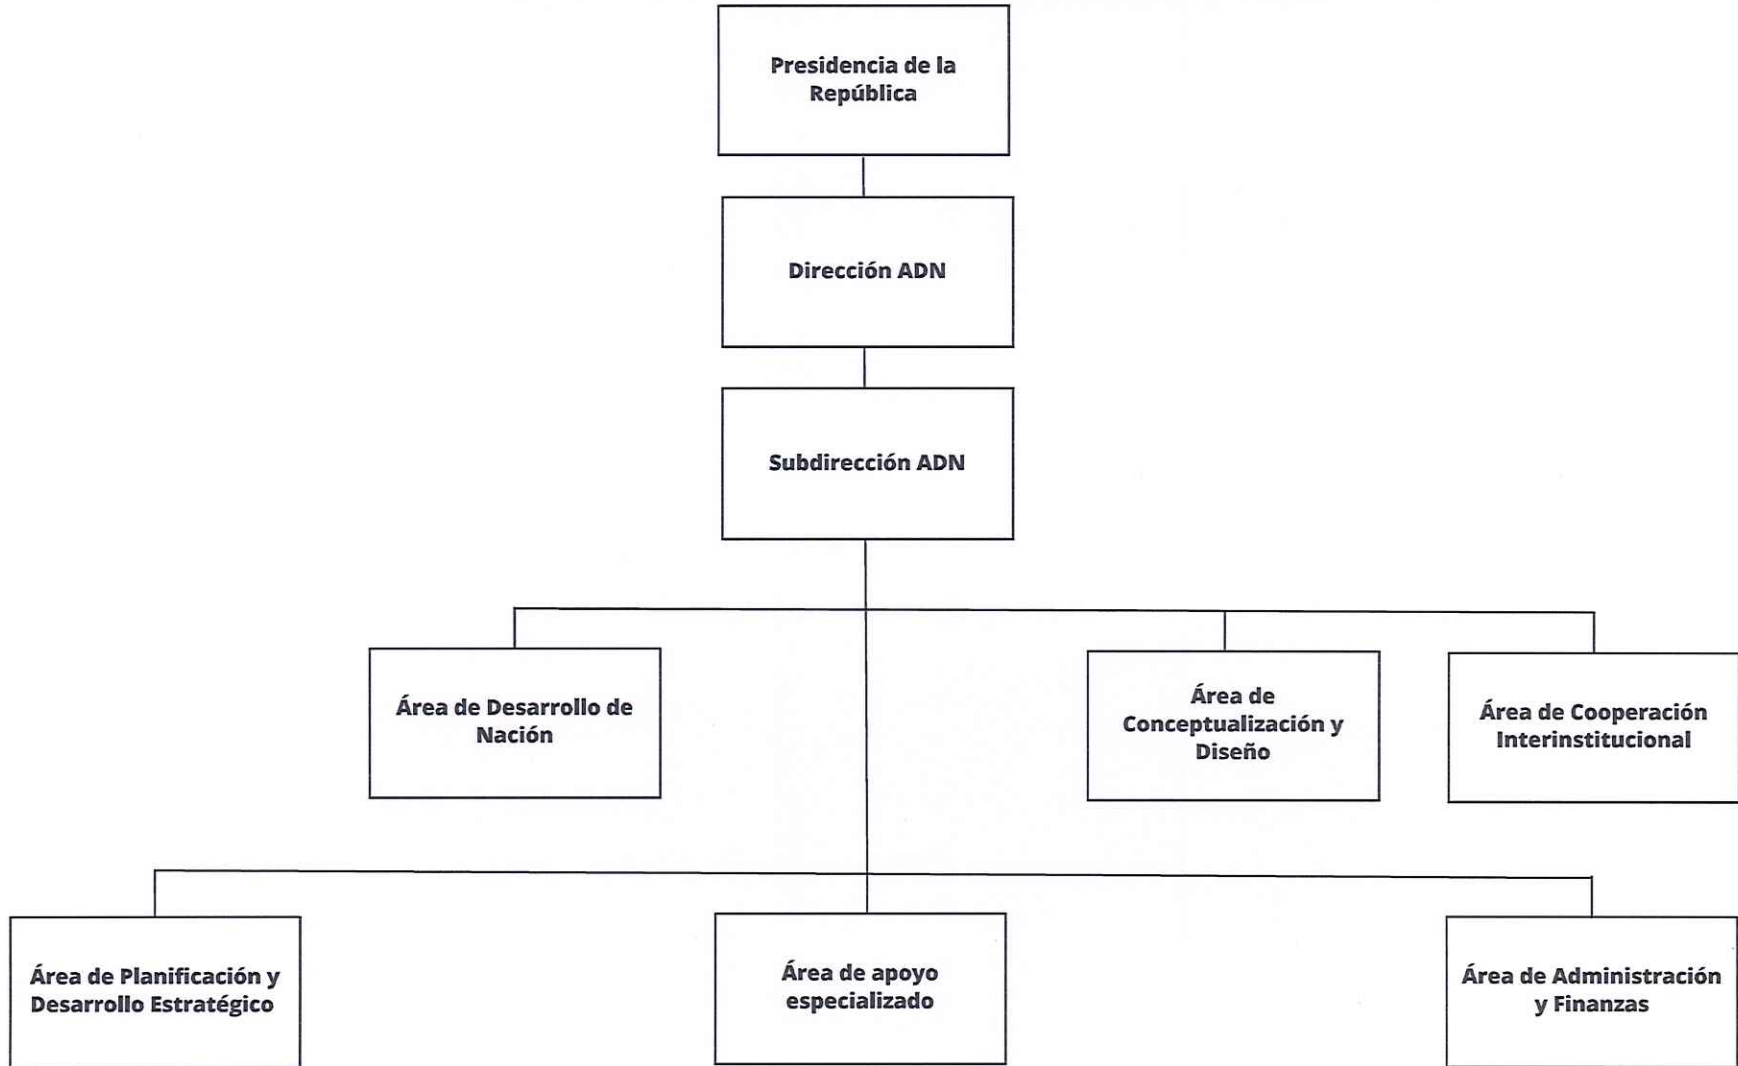 Presidencia de la
República
Dirección ADN
Subdirección ADN
Área de Desarrollo de
Nación
Área de
Conceptualización y
Diseño
Área de Cooperación
Interinstitucional
Área de Planificación y
Desarrollo Estratégico
Área de apoyo
especializado
Área de Administración
y Finanzas